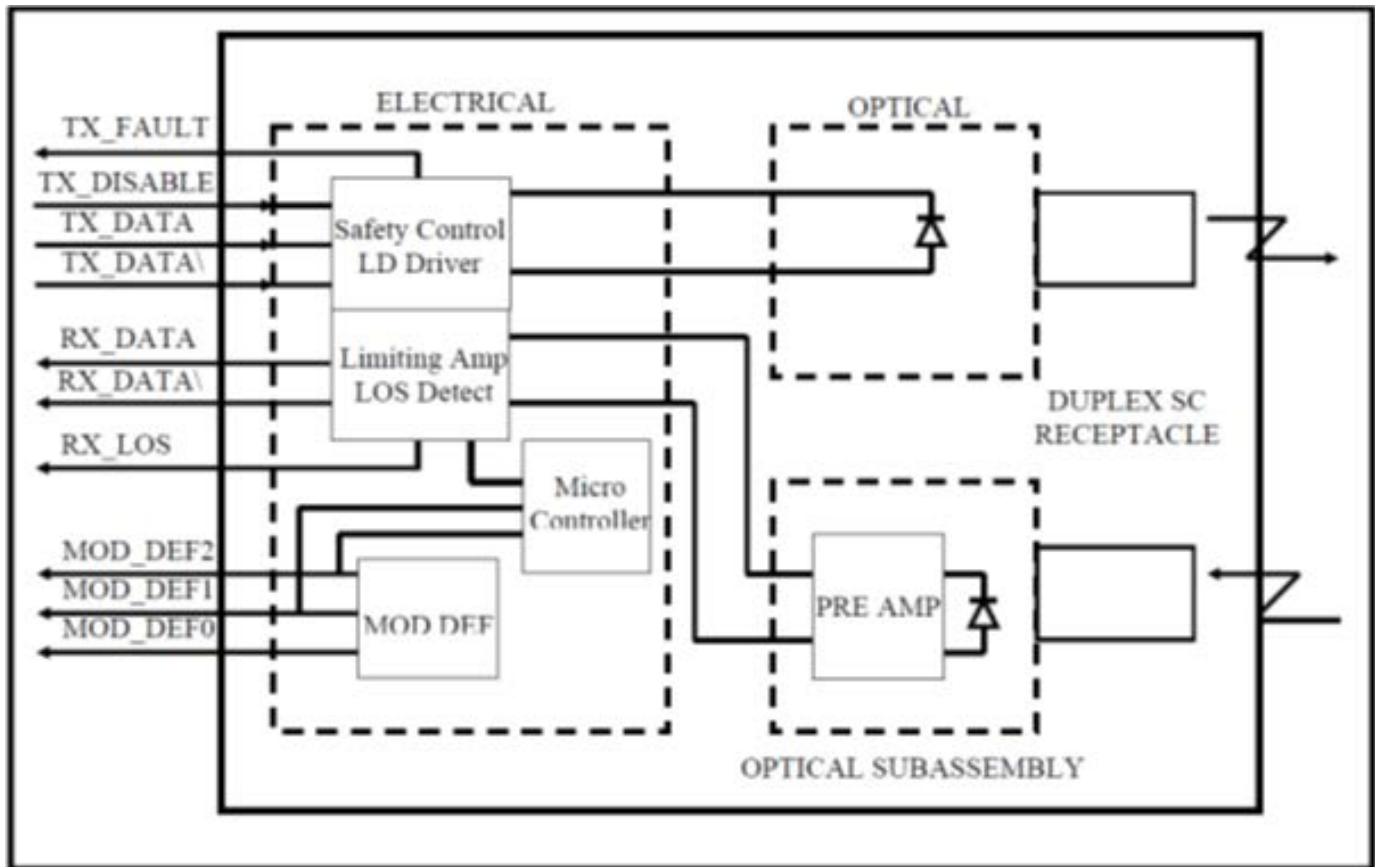 ELECTRICAL
OPTICAL
TX_FAULT
TX_DISABLE
TX_DATA
TX_DATA\
Safety Control
LD Driver
RX_DATA
RX_DATA\
Limiting Amp
LOS Detect
RX_LOS
DUPLEX SC
RECEPTACLE
Micro
Controller
MOD_DEF2
MOD_DEF1
MOD_DEF0
MOD DEF
PRE AMP
OPTICAL SUBASSEMBLY